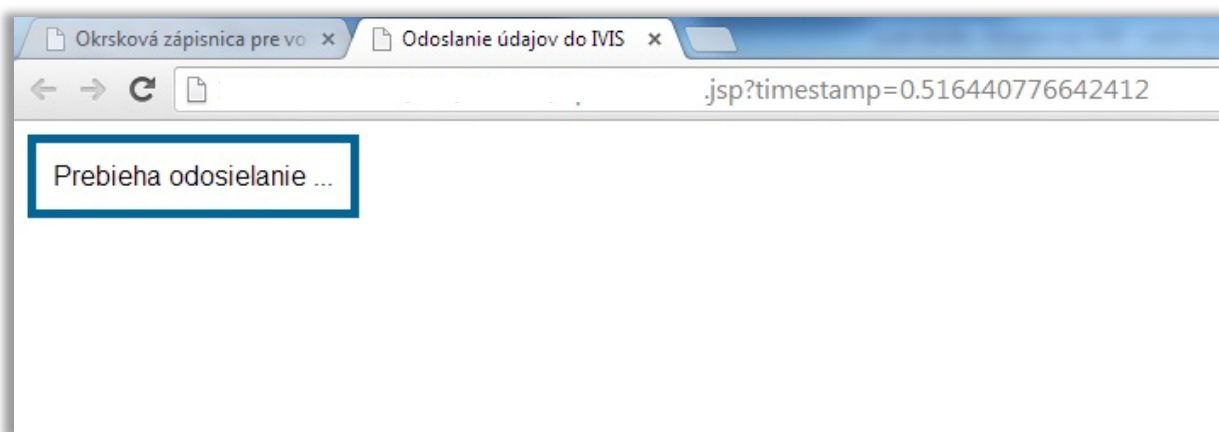 Okrsková zápisnica pre vo
Odoslanie údajov do IVIS
.jsp?timestamp=0.516440776642412
Prebieha odosielanie ...